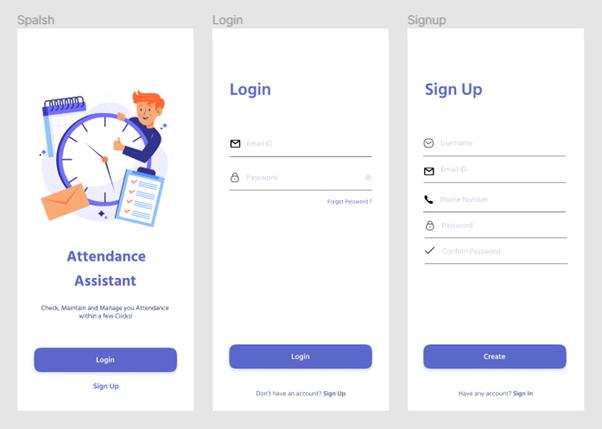 Spalsh
Attendance
Assistant
Check, Maintain and Manage you Attendance
within a few Clicks!
Login
Sign Up
Login
Login
Email ID
Password
Forget Password ?
Login
Don't have an account? Sign Up
Signup
Sign Up
Username
Email ID
Phone Number
Password
Confirm Password
Create
Have any account? Sign In